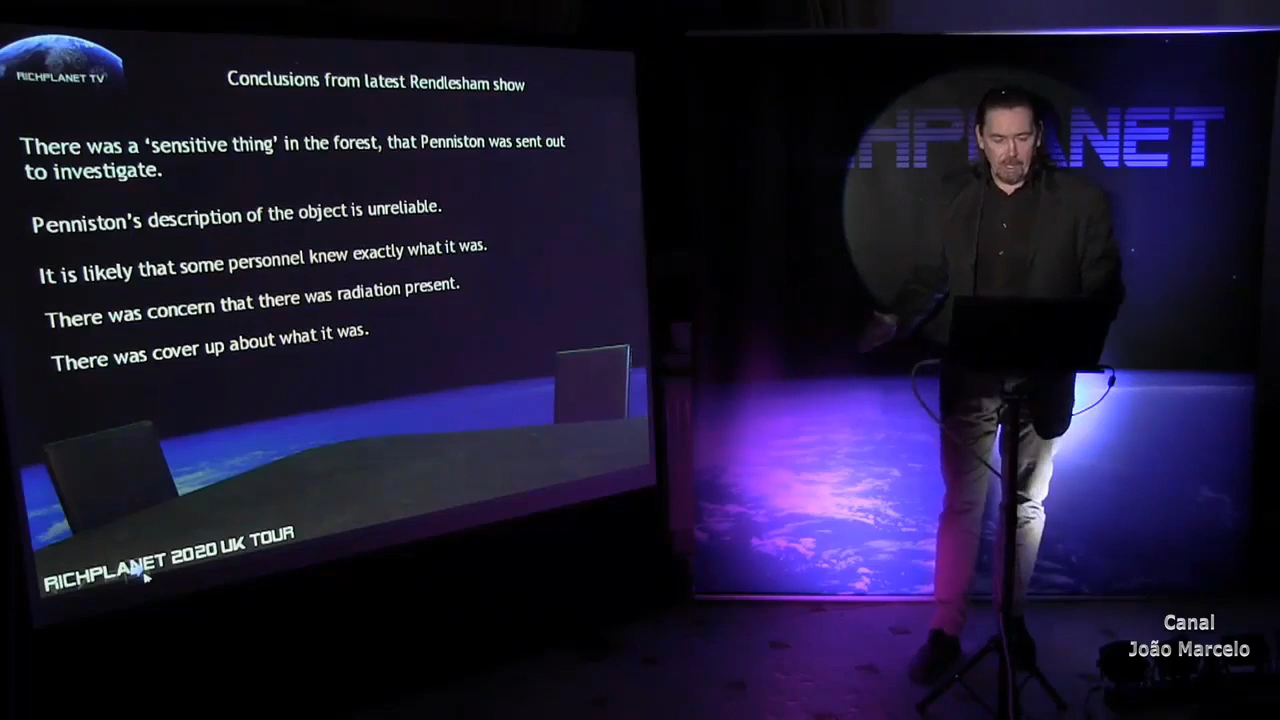 RICHPLANET TV
Conclusions from latest Rendlesham show
There was a ‘sensitive thing’ in the forest, that Penniston was sent out
to investigate.
Penniston’s description of the object is unreliable.
It is likely that some personnel knew exactly what it was.
There was concern that there was radiation present.
There was cover up about what it was.
RICHPLANET 2020 UK TOUR
HPLANET
Canal
João Marcelo